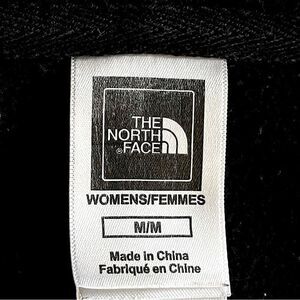 THE
NORTH
®FACE
WOMENS/FEMMES
M/M
Made in China
Fabriqué en Chine